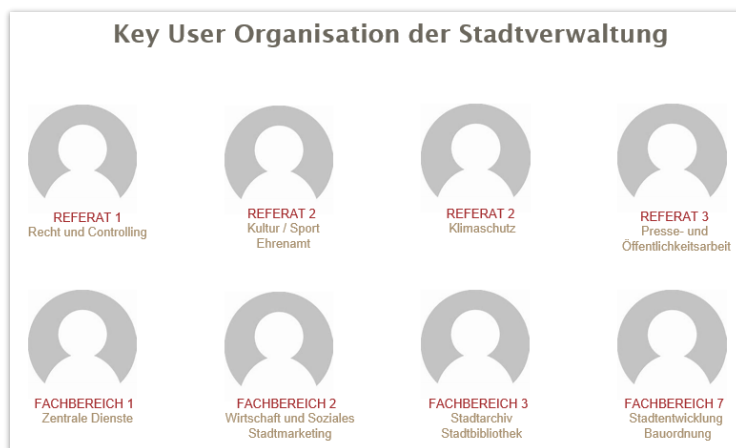 Key User Organisation der Stadtverwaltung
REFERAT 1
Recht und Controlling
REFERAT 2
Kultur / Sport
Ehrenamt
REFERAT 2
Klimaschutz
REFERAT 3
Presse- und
Öffentlichkeitsarbeit
FACHBEREICH 1
Zentrale Dienste
FACHBEREICH 2
Wirtschaft und Soziales
Stadtmarketing
FACHBEREICH 3
Stadtarchiv
Stadtbibliothek
FACHBEREICH 7
Stadtentwicklung
Bauordnung